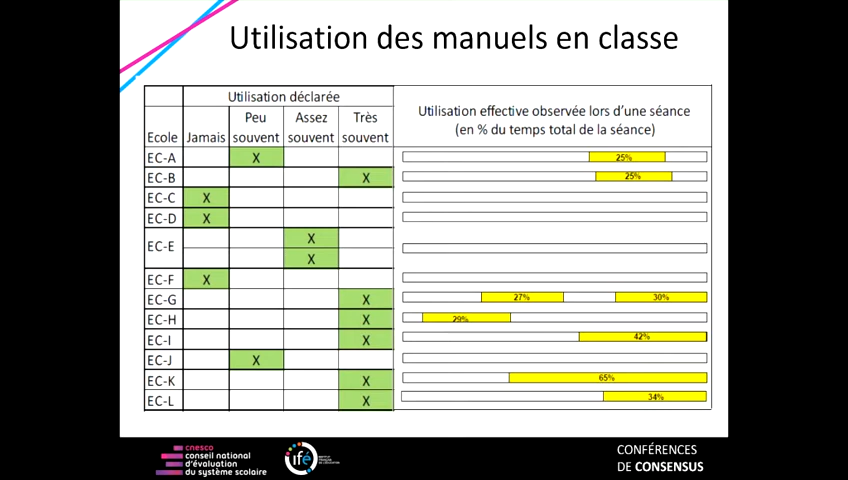 Utilisation des manuels en classe
Utilisation déclarée
Utilisation effective observée lors d'une séance
(en % du temps total de la séance)
Ecole Jamais Peu souvent Assez souvent Très souvent
EC-A X 25%
EC-B X 25%
EC-C X
EC-D X
EC-E X
X
EC-F X
EC-G X 27% 30%
EC-H X 29%
EC-I X 42%
EC-J X
EC-K X 65%
EC-L X 34%
cnesco
conseil national
d'évaluation
du système scolaire
ifé
CONFÉRENCES
DE CONSENSUS